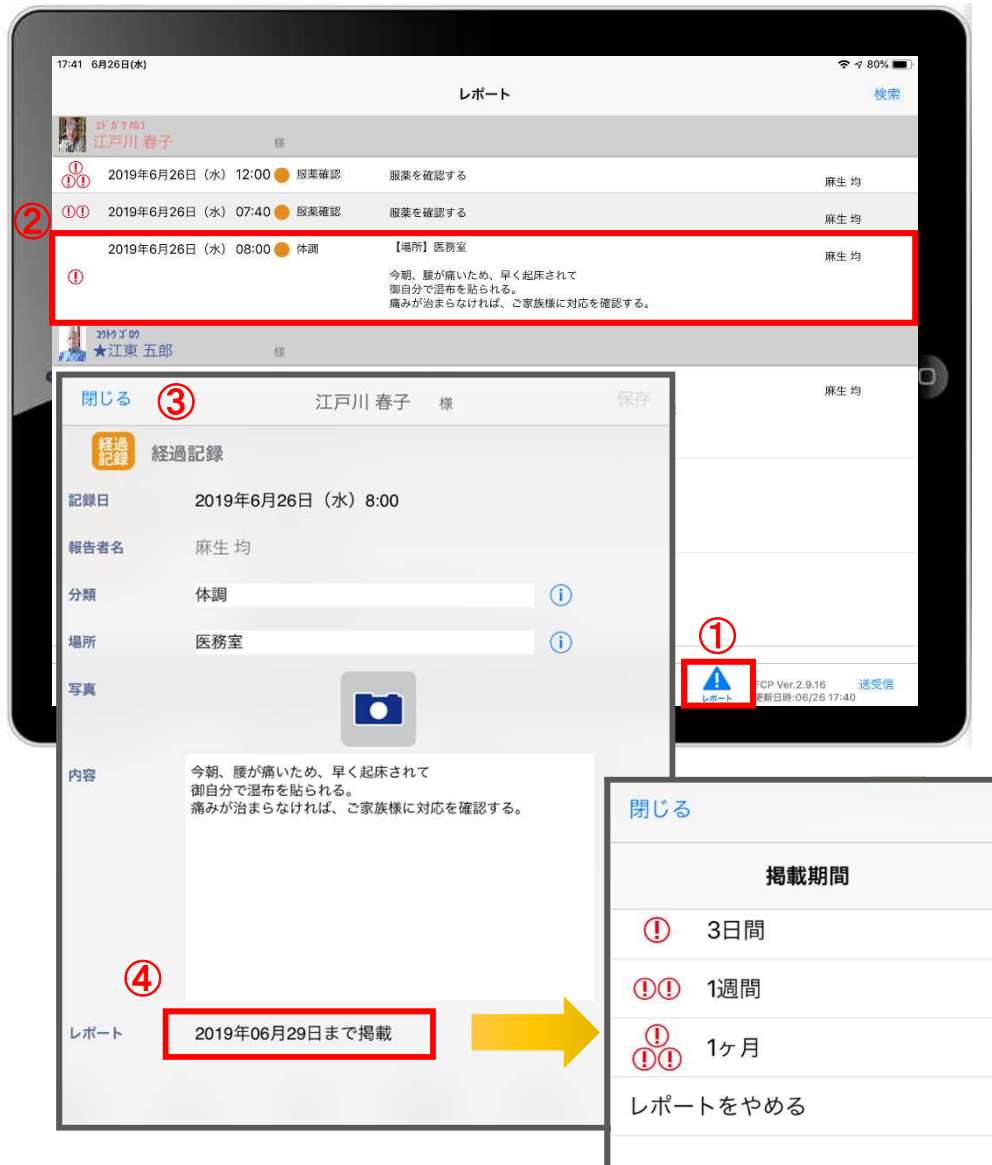 17:41 6月26日(水)
80%
レポート
検索
エドガワ ハルコ
江戸川 春子 様
2019年6月26日（水） 12:00 服薬確認 服薬を確認する 麻生 均
2019年6月26日（水） 07:40 服薬確認 服薬を確認する 麻生 均
②
2019年6月26日（水） 08:00 体調 【場所】医務室 麻生 均
今朝、腰が痛いため、早く起床されて
御自分で湿布を貼られる。
痛みが治まらなければ、ご家族様に対応を確認する。
コウトウ ゴロウ
★江東 五郎 様
麻生 均
閉じる ③ 江戸川 春子 様 保存
経過
記録
経過記録
記録日 2019年6月26日（水）8:00
報告者名 麻生 均
分類 体調
場所 医務室
写真
内容 今朝、腰が痛いため、早く起床されて
御自分で湿布を貼られる。
痛みが治まらなければ、ご家族様に対応を確認する。
④
レポート 2019年06月29日まで掲載
①
レポート
FCP Ver.2.9.16 送受信
更新日時:06/26 17:40
閉じる
掲載期間
3日間
1週間
1ヶ月
レポートをやめる